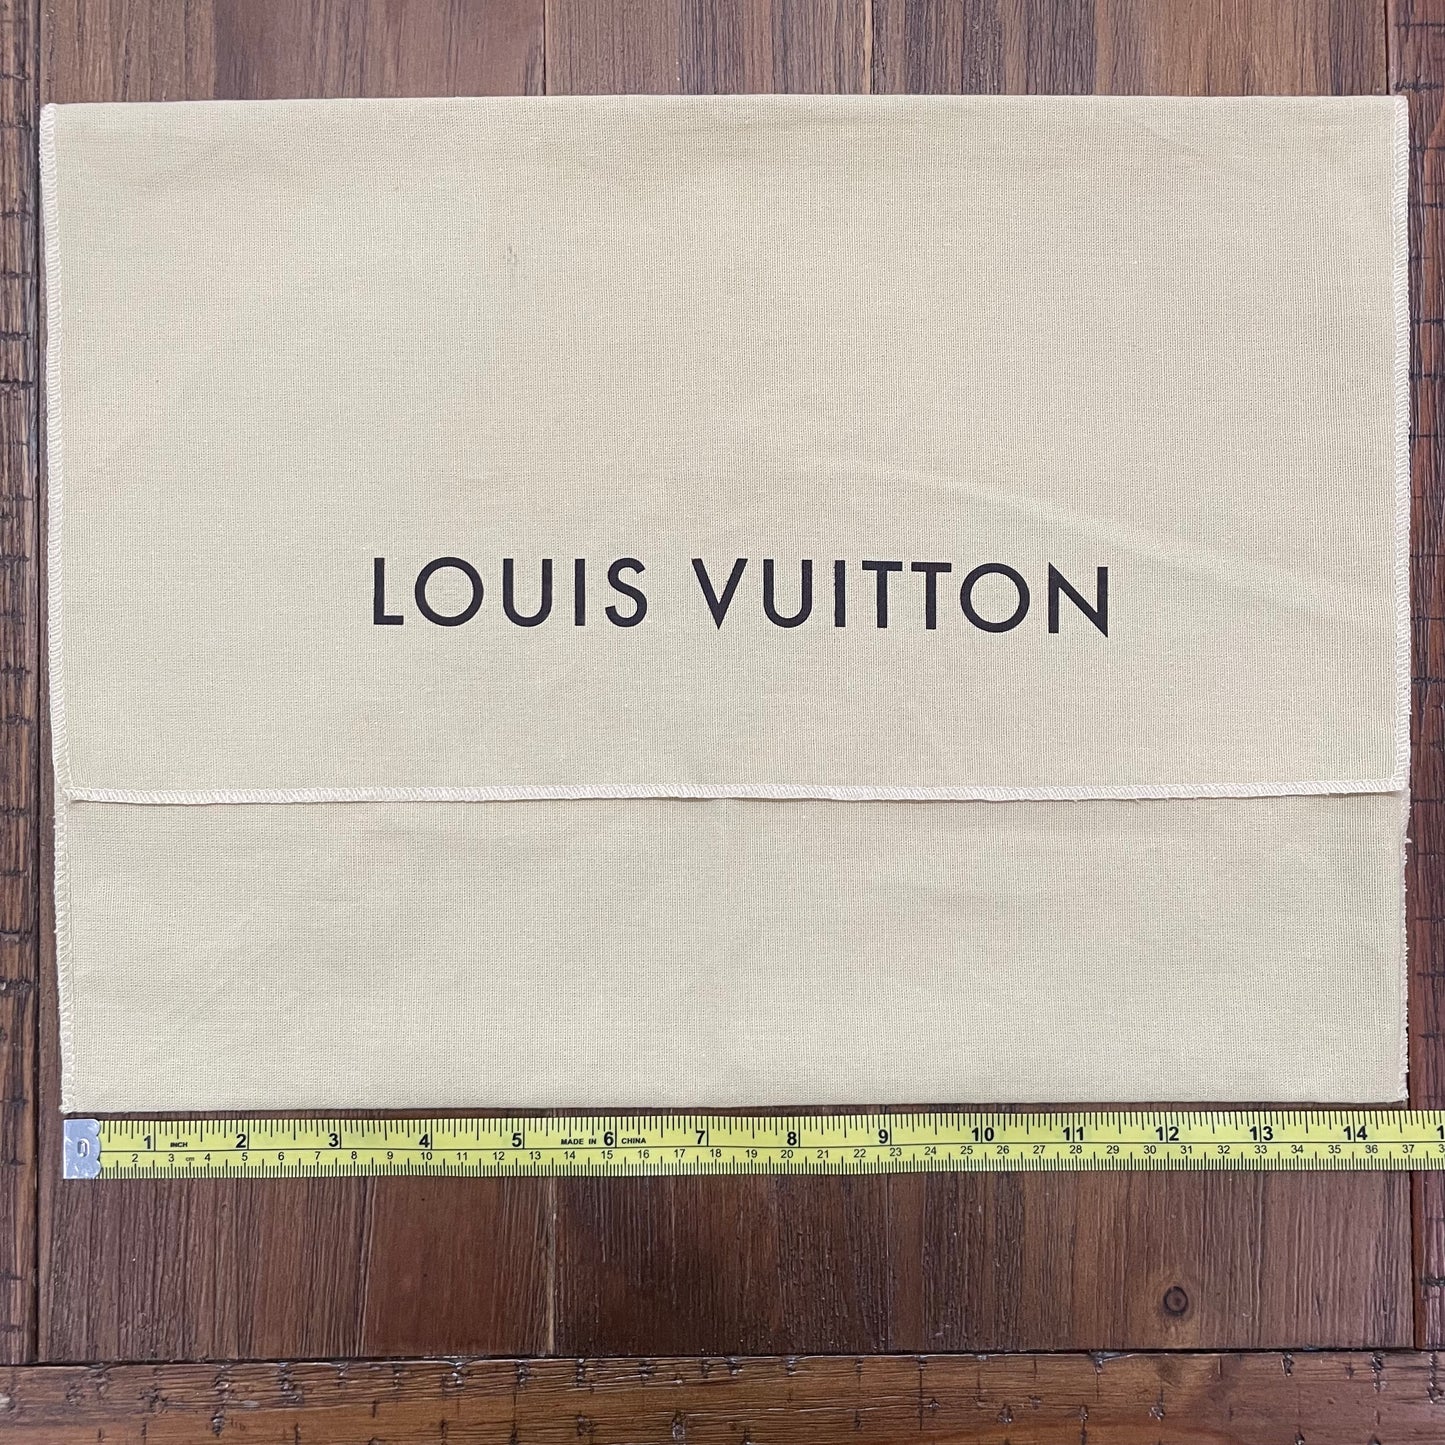 LOUIS VUITTON
1 INCH 2 3 4 5 MADE IN 6 CHINA 7 8 9 10 11 12 13 14
2 3 cm 4 5 6 7 8 9 10 11 12 13 14 15 16 17 18 19 20 21 22 23 24 25 26 27 28 29 30 31 32 33 34 35 36 37